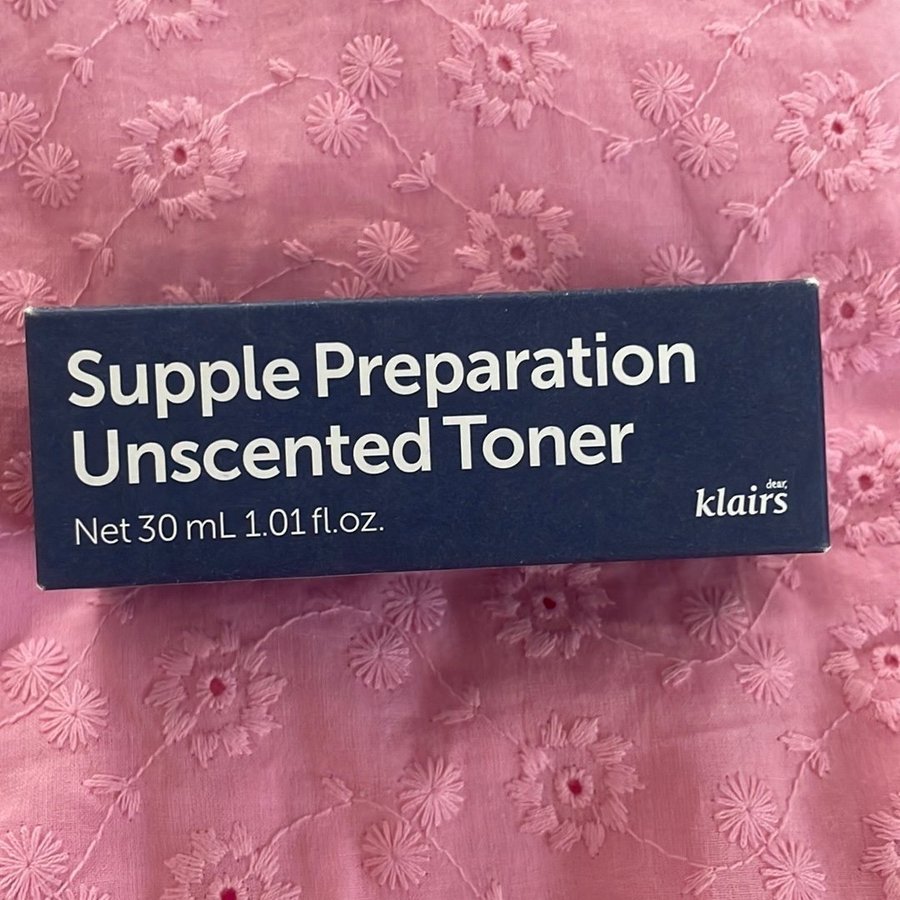 Supple Preparation
Unscented Toner
Net 30 mL 1.01 fl.oz.
dear,
klairs